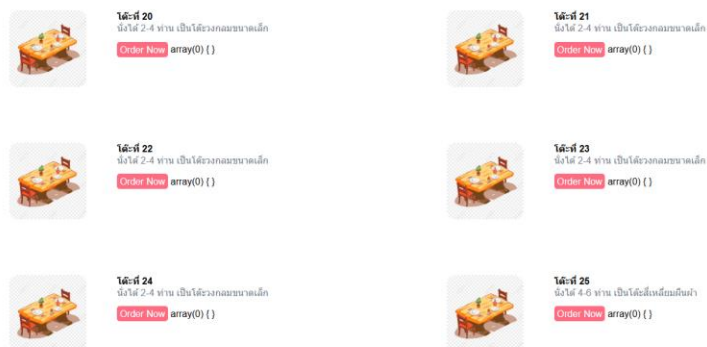 โต๊ะที่ 20
นั่งได้ 2-4 ท่าน เป็นโต๊ะวงกลมขนาดเล็ก
Order Now array(0) { }
โต๊ะที่ 21
นั่งได้ 2-4 ท่าน เป็นโต๊ะวงกลมขนาดเล็ก
Order Now array(0) { }
โต๊ะที่ 22
นั่งได้ 2-4 ท่าน เป็นโต๊ะวงกลมขนาดเล็ก
Order Now array(0) { }
โต๊ะที่ 23
นั่งได้ 2-4 ท่าน เป็นโต๊ะวงกลมขนาดเล็ก
Order Now array(0) { }
โต๊ะที่ 24
นั่งได้ 2-4 ท่าน เป็นโต๊ะวงกลมขนาดเล็ก
Order Now array(0) { }
โต๊ะที่ 25
นั่งได้ 4-6 ท่าน เป็นโต๊ะสี่เหลี่ยมผืนผ้า
Order Now array(0) { }